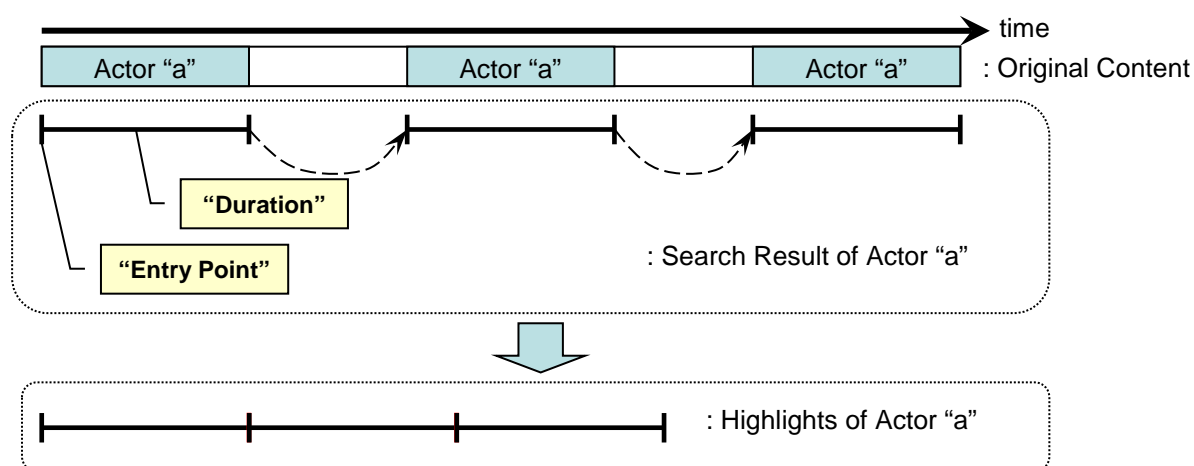 time
Actor “a”
Actor “a”
Actor “a”
: Original Content
“Duration”
“Entry Point”
: Search Result of Actor “a”
: Highlights of Actor “a”